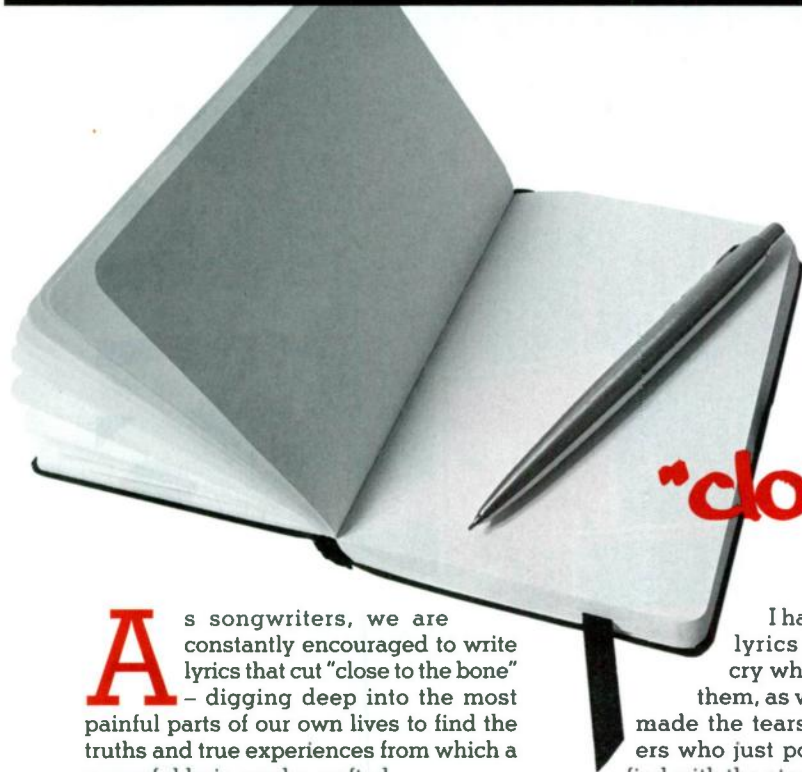 "clo
As songwriters, we are
constantly encouraged to write
lyrics that cut "close to the bone"
– digging deep into the most
painful parts of our own lives to find the
truths and true experiences from which a
I ha
lyrics
cry wh
them, as w
made the tears
ers who just po